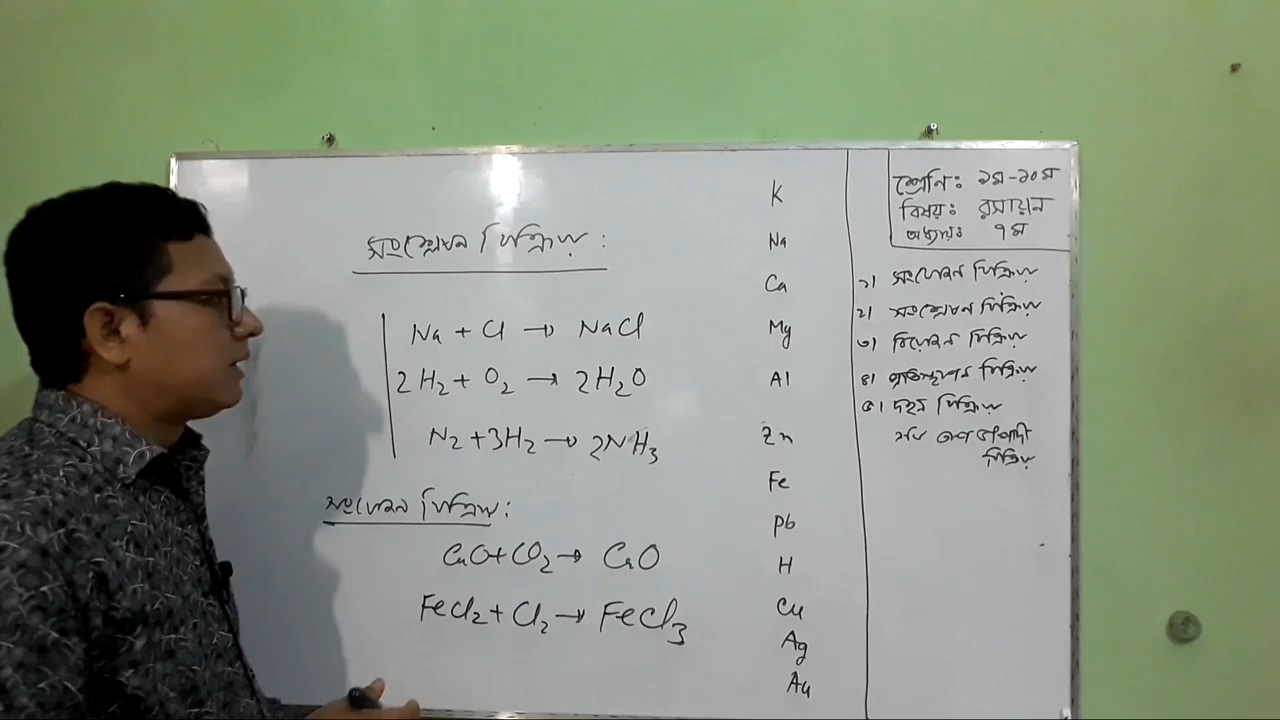 সংশ্লেষন বিক্রিয়া :
Na + Cl → NaCl
2H₂ + O₂ → 2H₂O
N₂ + 3H₂ → 2NH₃
সংযোজন বিক্রিয়া :
CaO + CO₂ → CaO
FeCl₂ + Cl₂ → FeCl₃
K
Na
Ca
Mg
Al
Zn
Fe
Pb
H
Cu
Ag
Au
শ্রেনি : ৯ম-১০ম
বিষয় : রসায়ন
অধ্যায় : ৭ম
১) সংযোজন বিক্রিয়া
২) সংশ্লেষন বিক্রিয়া
৩) বিযোজন বিক্রিয়া
৪) প্রতিস্থাপন বিক্রিয়া
৫) দহন বিক্রিয়া
তাপ
বিক্রিয়া